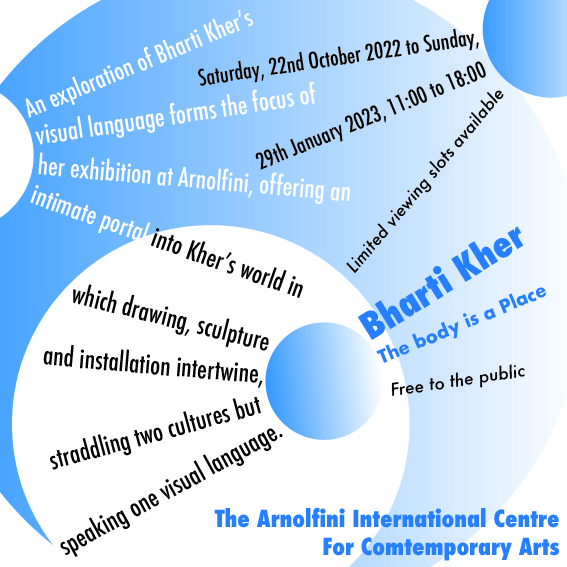 An exploration of Bharti Kher's
visual language forms the focus of
her exhibition at Arnolfini, offering an
intimate portal into Kher's world in
which drawing, sculpture
and installation intertwine,
straddling two cultures but
speaking one visual language.
Saturday, 22nd October 2022 to Sunday,
29th January 2023, 11:00 to 18:00
Limited viewing slots available
Bharti Kher
The body is a Place
Free to the public
The Arnolfini International Centre
For Comtemporary Arts